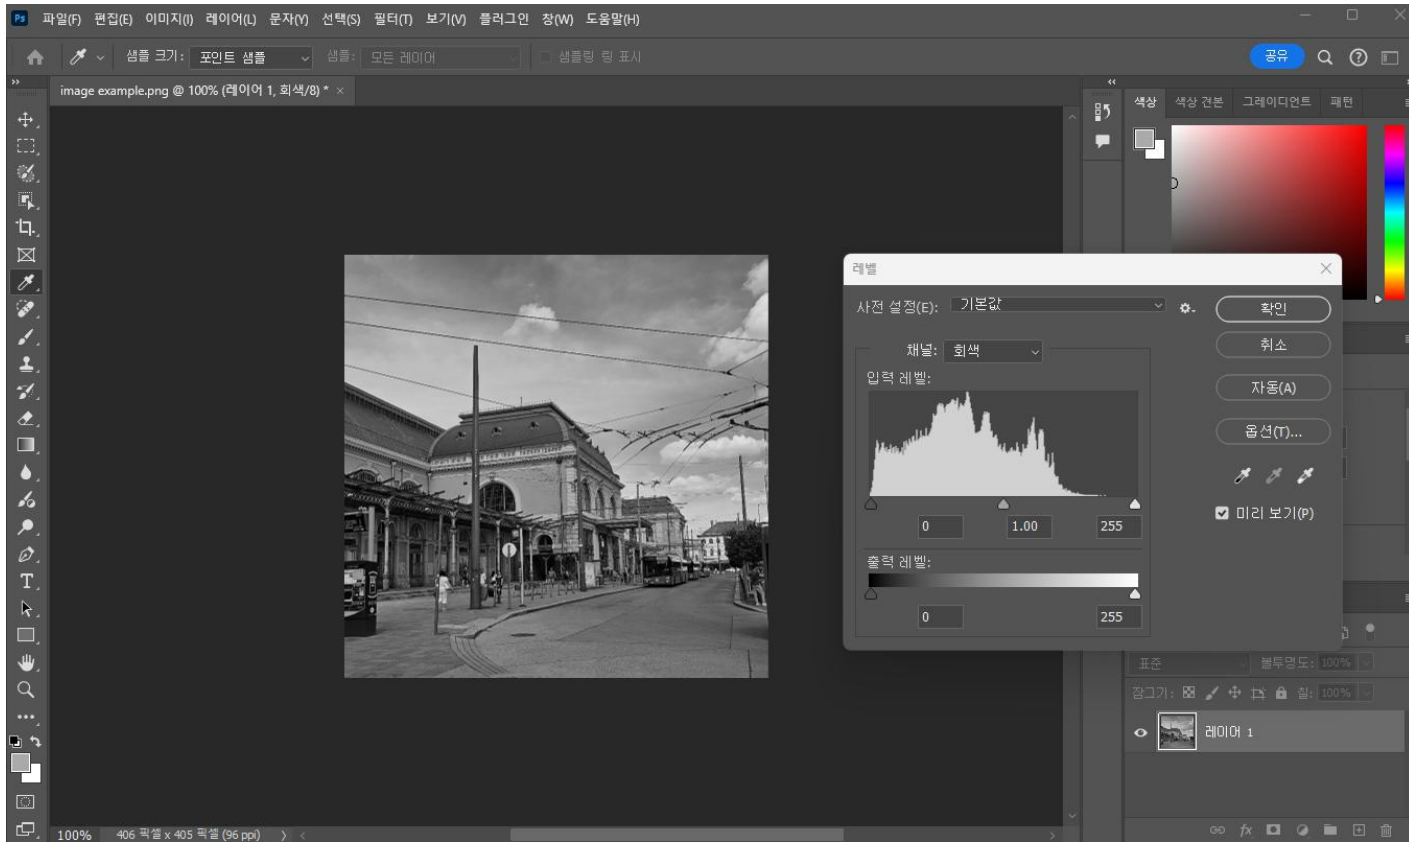 Ps 파일(F) 편집(E) 이미지(I) 레이어(L) 문자(Y) 선택(S) 필터(T) 보기(V) 플러그인 창(W) 도움말(H)
샘플 크기: 포인트 샘플 샘플: 모든 레이어 샘플링 링 표시 공유
image example.png @ 100% (레이어 1, 회색/8) * ×
색상 색상 견본 그레이디언트 패턴
레벨
사전 설정(E): 기본값 확인
채널: 회색 취소
입력 레벨:
자동(A)
옵션(T)...
미리 보기(P)
0 1.00 255
출력 레벨:
0 255
표준 불투명도: 100%
잠그기: 칠: 100%
레이어 1
100% 406 픽셀 x 405 픽셀 (96 ppi)
fx